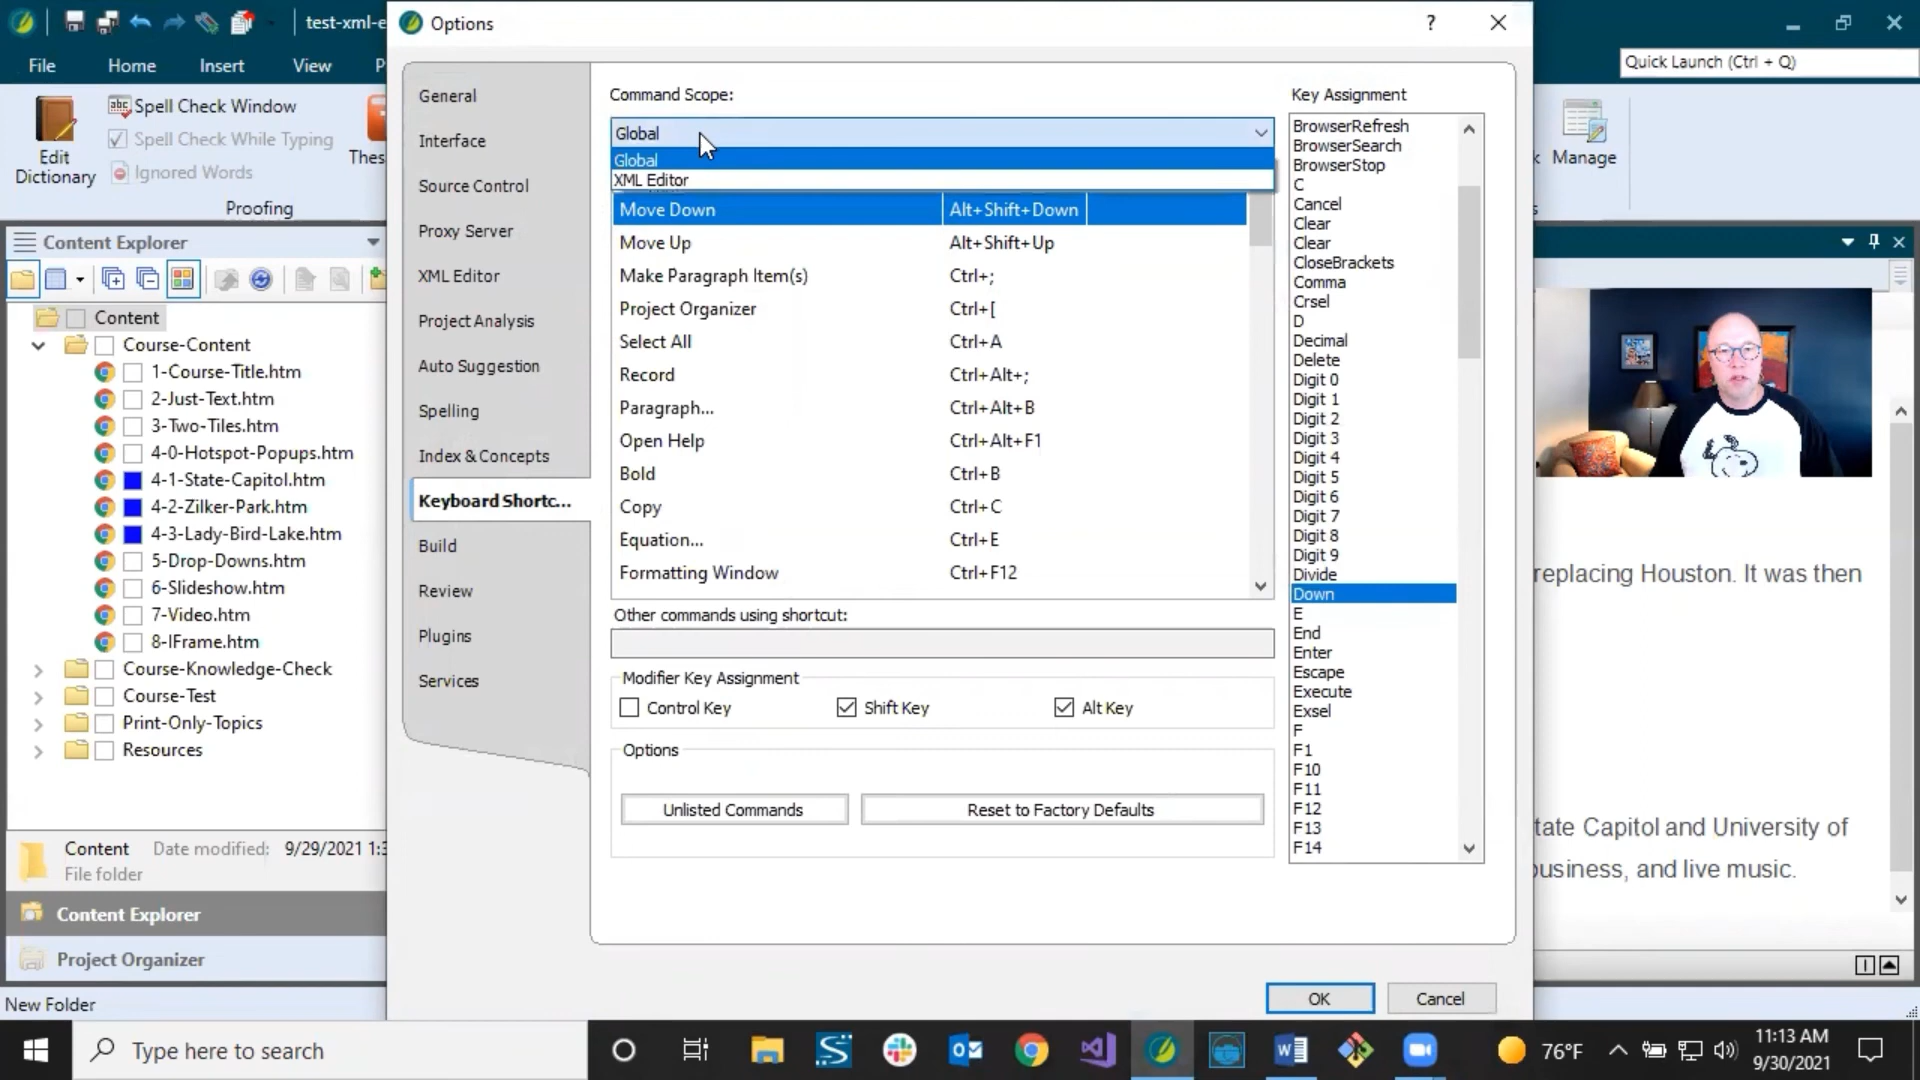 test-xml-e
Options
?
File
Home
Insert
View
P
Quick Launch (Ctrl + Q)
Edit
Dictionary
Spell Check Window
Spell Check While Typing
Ignored Words
Thes
Proofing
Manage
Content Explorer
Content
Course-Content
1-Course-Title.htm
2-Just-Text.htm
3-Two-Tiles.htm
4-0-Hotspot-Popups.htm
4-1-State-Capitol.htm
4-2-Zilker-Park.htm
4-3-Lady-Bird-Lake.htm
5-Drop-Downs.htm
6-Slideshow.htm
7-Video.htm
8-IFrame.htm
Course-Knowledge-Check
Course-Test
Print-Only-Topics
Resources
Content Date modified: 9/29/2021 1:3
File folder
Content Explorer
Project Organizer
New Folder
General
Interface
Source Control
Proxy Server
XML Editor
Project Analysis
Auto Suggestion
Spelling
Index & Concepts
Keyboard Shortc...
Build
Review
Plugins
Services
Command Scope:
Global
Global
XML Editor
Move Down Alt+Shift+Down
Move Up Alt+Shift+Up
Make Paragraph Item(s) Ctrl+;
Project Organizer Ctrl+[
Select All Ctrl+A
Record Ctrl+Alt+;
Paragraph... Ctrl+Alt+B
Open Help Ctrl+Alt+F1
Bold Ctrl+B
Copy Ctrl+C
Equation... Ctrl+E
Formatting Window Ctrl+F12
Other commands using shortcut:
Modifier Key Assignment
Control Key
Shift Key
Alt Key
Options
Unlisted Commands
Reset to Factory Defaults
Key Assignment
BrowserRefresh
BrowserSearch
BrowserStop
C
Cancel
Clear
Clear
CloseBrackets
Comma
Crsel
D
Decimal
Delete
Digit 0
Digit 1
Digit 2
Digit 3
Digit 4
Digit 5
Digit 6
Digit 7
Digit 8
Digit 9
Divide
Down
E
End
Enter
Escape
Execute
Exsel
F
F1
F10
F11
F12
F13
F14
OK
Cancel
replacing Houston. It was then
tate Capitol and University of
business, and live music.
Type here to search
76°F
11:13 AM
9/30/2021